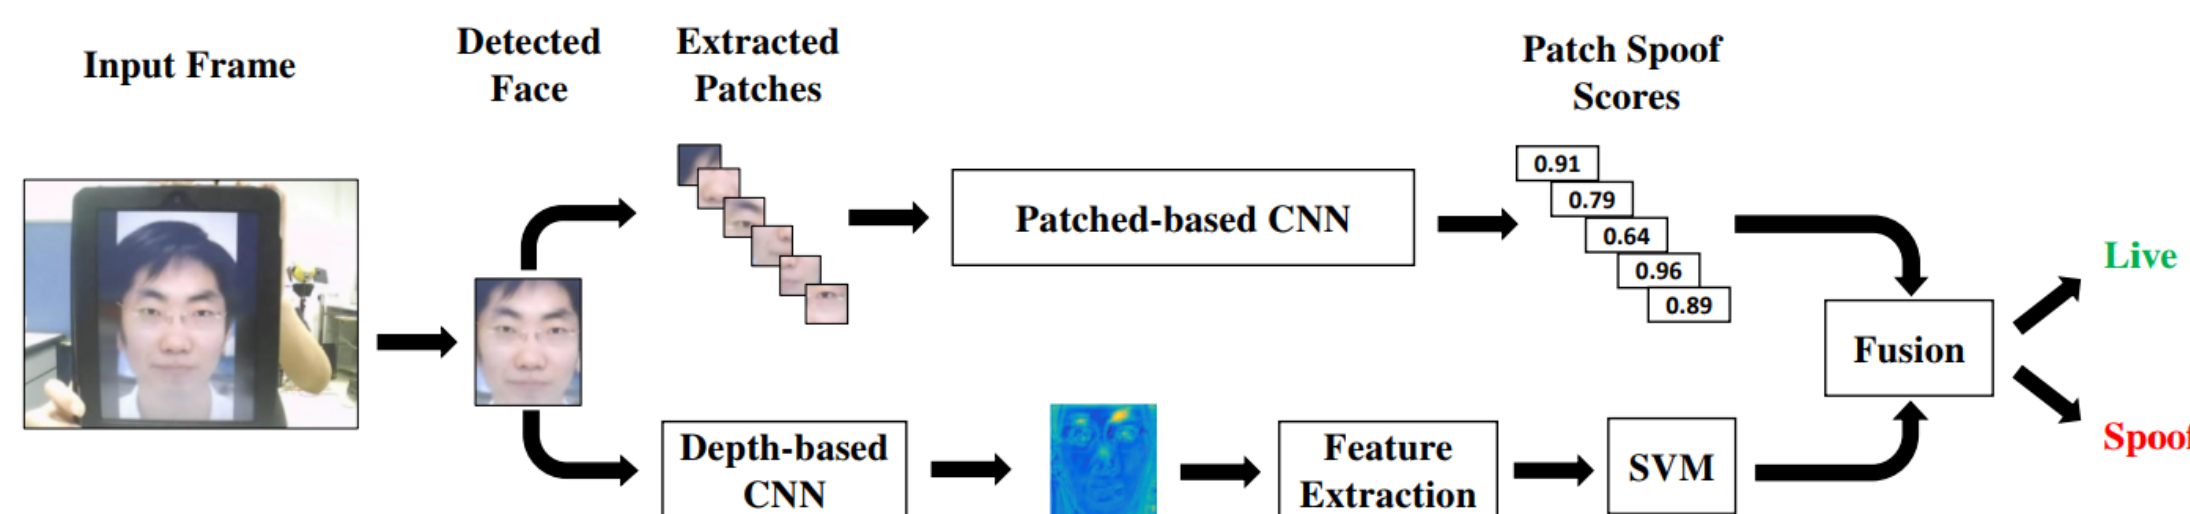 Input Frame
Detected
Face
Extracted
Patches
Patch Spoof
Scores
0.91
0.79
0.64
0.96
0.89
Patched-based CNN
Live
Fusion
Spoof
Depth-based
CNN
Feature
Extraction
SVM